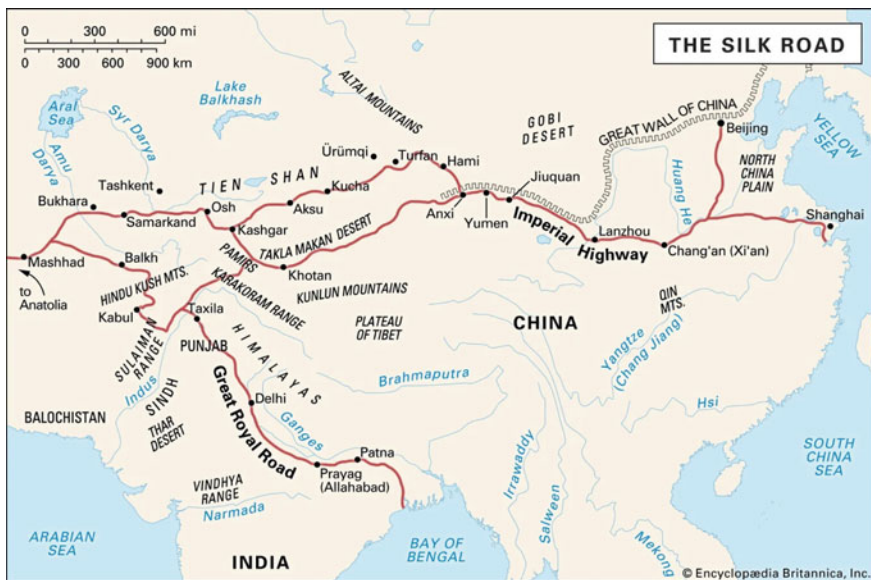 0 300 600 mi
0 300 600 900 km
THE SILK ROAD
Aral
Sea
Syr Darya
Amu
Darya
Lake
Balkhash
ALTAI MOUNTAINS
GOBI
DESERT
GREAT WALL OF CHINA
Beijing
YELLOW
SEA
NORTH
CHINA
PLAIN
Huang He
Ürümqi
Turfan
Hami
Jiuquan
TIEN SHAN
Tashkent
Bukhara
Samarkand
Osh
Kucha
Aksu
Kashgar
Anxi
Yumen
Imperial
Highway
Lanzhou
Chang'an (Xi'an)
Shanghai
TAKLA MAKAN DESERT
Mashhad
to
Anatolia
Balkh
PAMIRS
Khotan
HINDU KUSH MTS.
KARAKORAM RANGE
KUNLUN MOUNTAINS
Kabul
Taxila
SULAIMAN
RANGE
PUNJAB
HIMALAYAS
PLATEAU
OF TIBET
CHINA
QIN
MTS.
Yangtze
(Chang Jiang)
Indus
SINDH
BALOCHISTAN
THAR
DESERT
Great Royal Road
Delhi
Ganges
Brahmaputra
Hsi
Patna
Prayag
(Allahabad)
VINDHYA
RANGE
Narmada
Irrawaddy
Salween
Mekong
SOUTH
CHINA
SEA
ARABIAN
SEA
INDIA
BAY OF
BENGAL
© Encyclopædia Britannica, Inc.